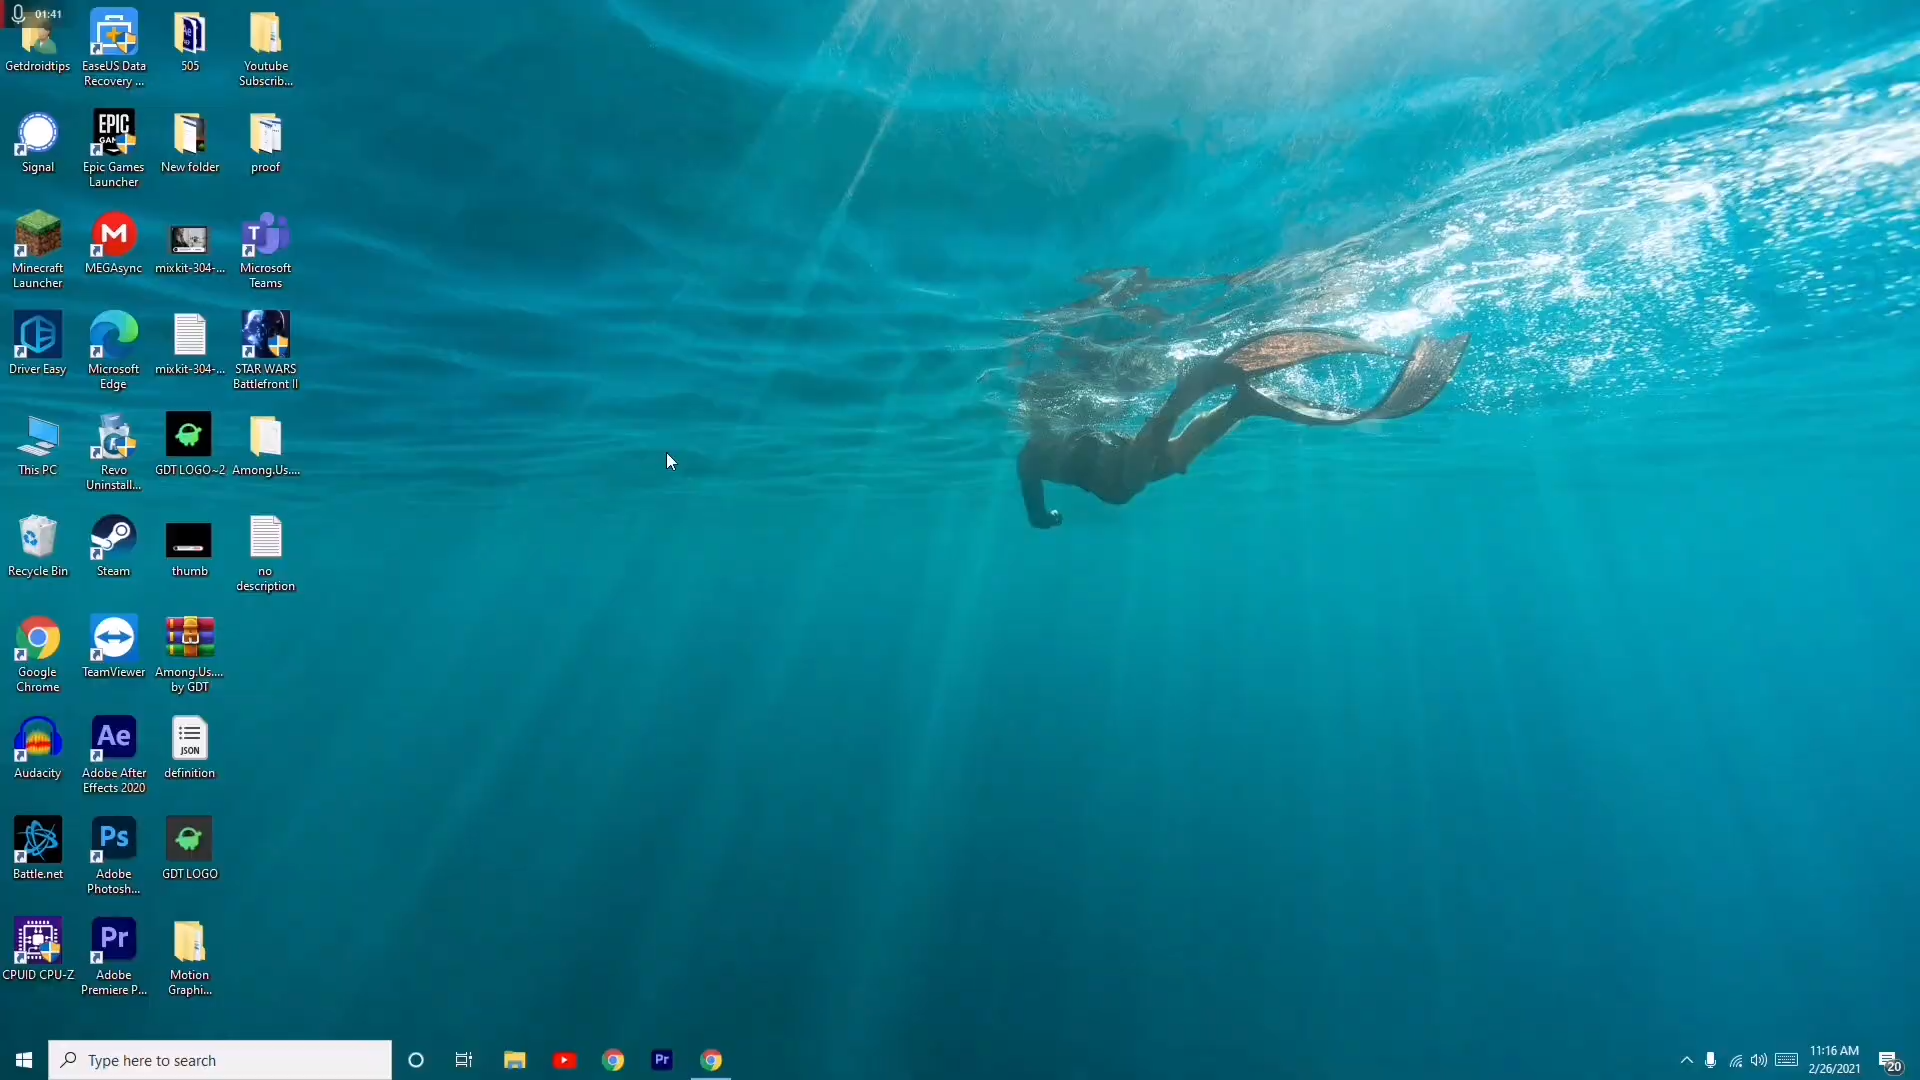 01:41
Getdroidtips
EaseUS Data
Recovery ...
505
Youtube
Subscrib...
Signal
EPIC
Epic Games
Launcher
New folder
proof
Minecraft
Launcher
M
MEGAsync
mixkit-304-...
T
Microsoft
Teams
Driver Easy
Microsoft
Edge
mixkit-304-...
STAR WARS
Battlefront II
This PC
Revo
Uninstall...
GDT LOGO~2
Among.Us....
Recycle Bin
Steam
thumb
no
description
Google
Chrome
TeamViewer
Among.Us....
by GDT
Audacity
Ae
Adobe After
Effects 2020
JSON
definition
Battle.net
Ps
Adobe
Photosh...
GDT LOGO
CPUID CPU-Z
Pr
Adobe
Premiere P...
Motion
Graphi...
Type here to search
Pr
11:16 AM
2/26/2021
20